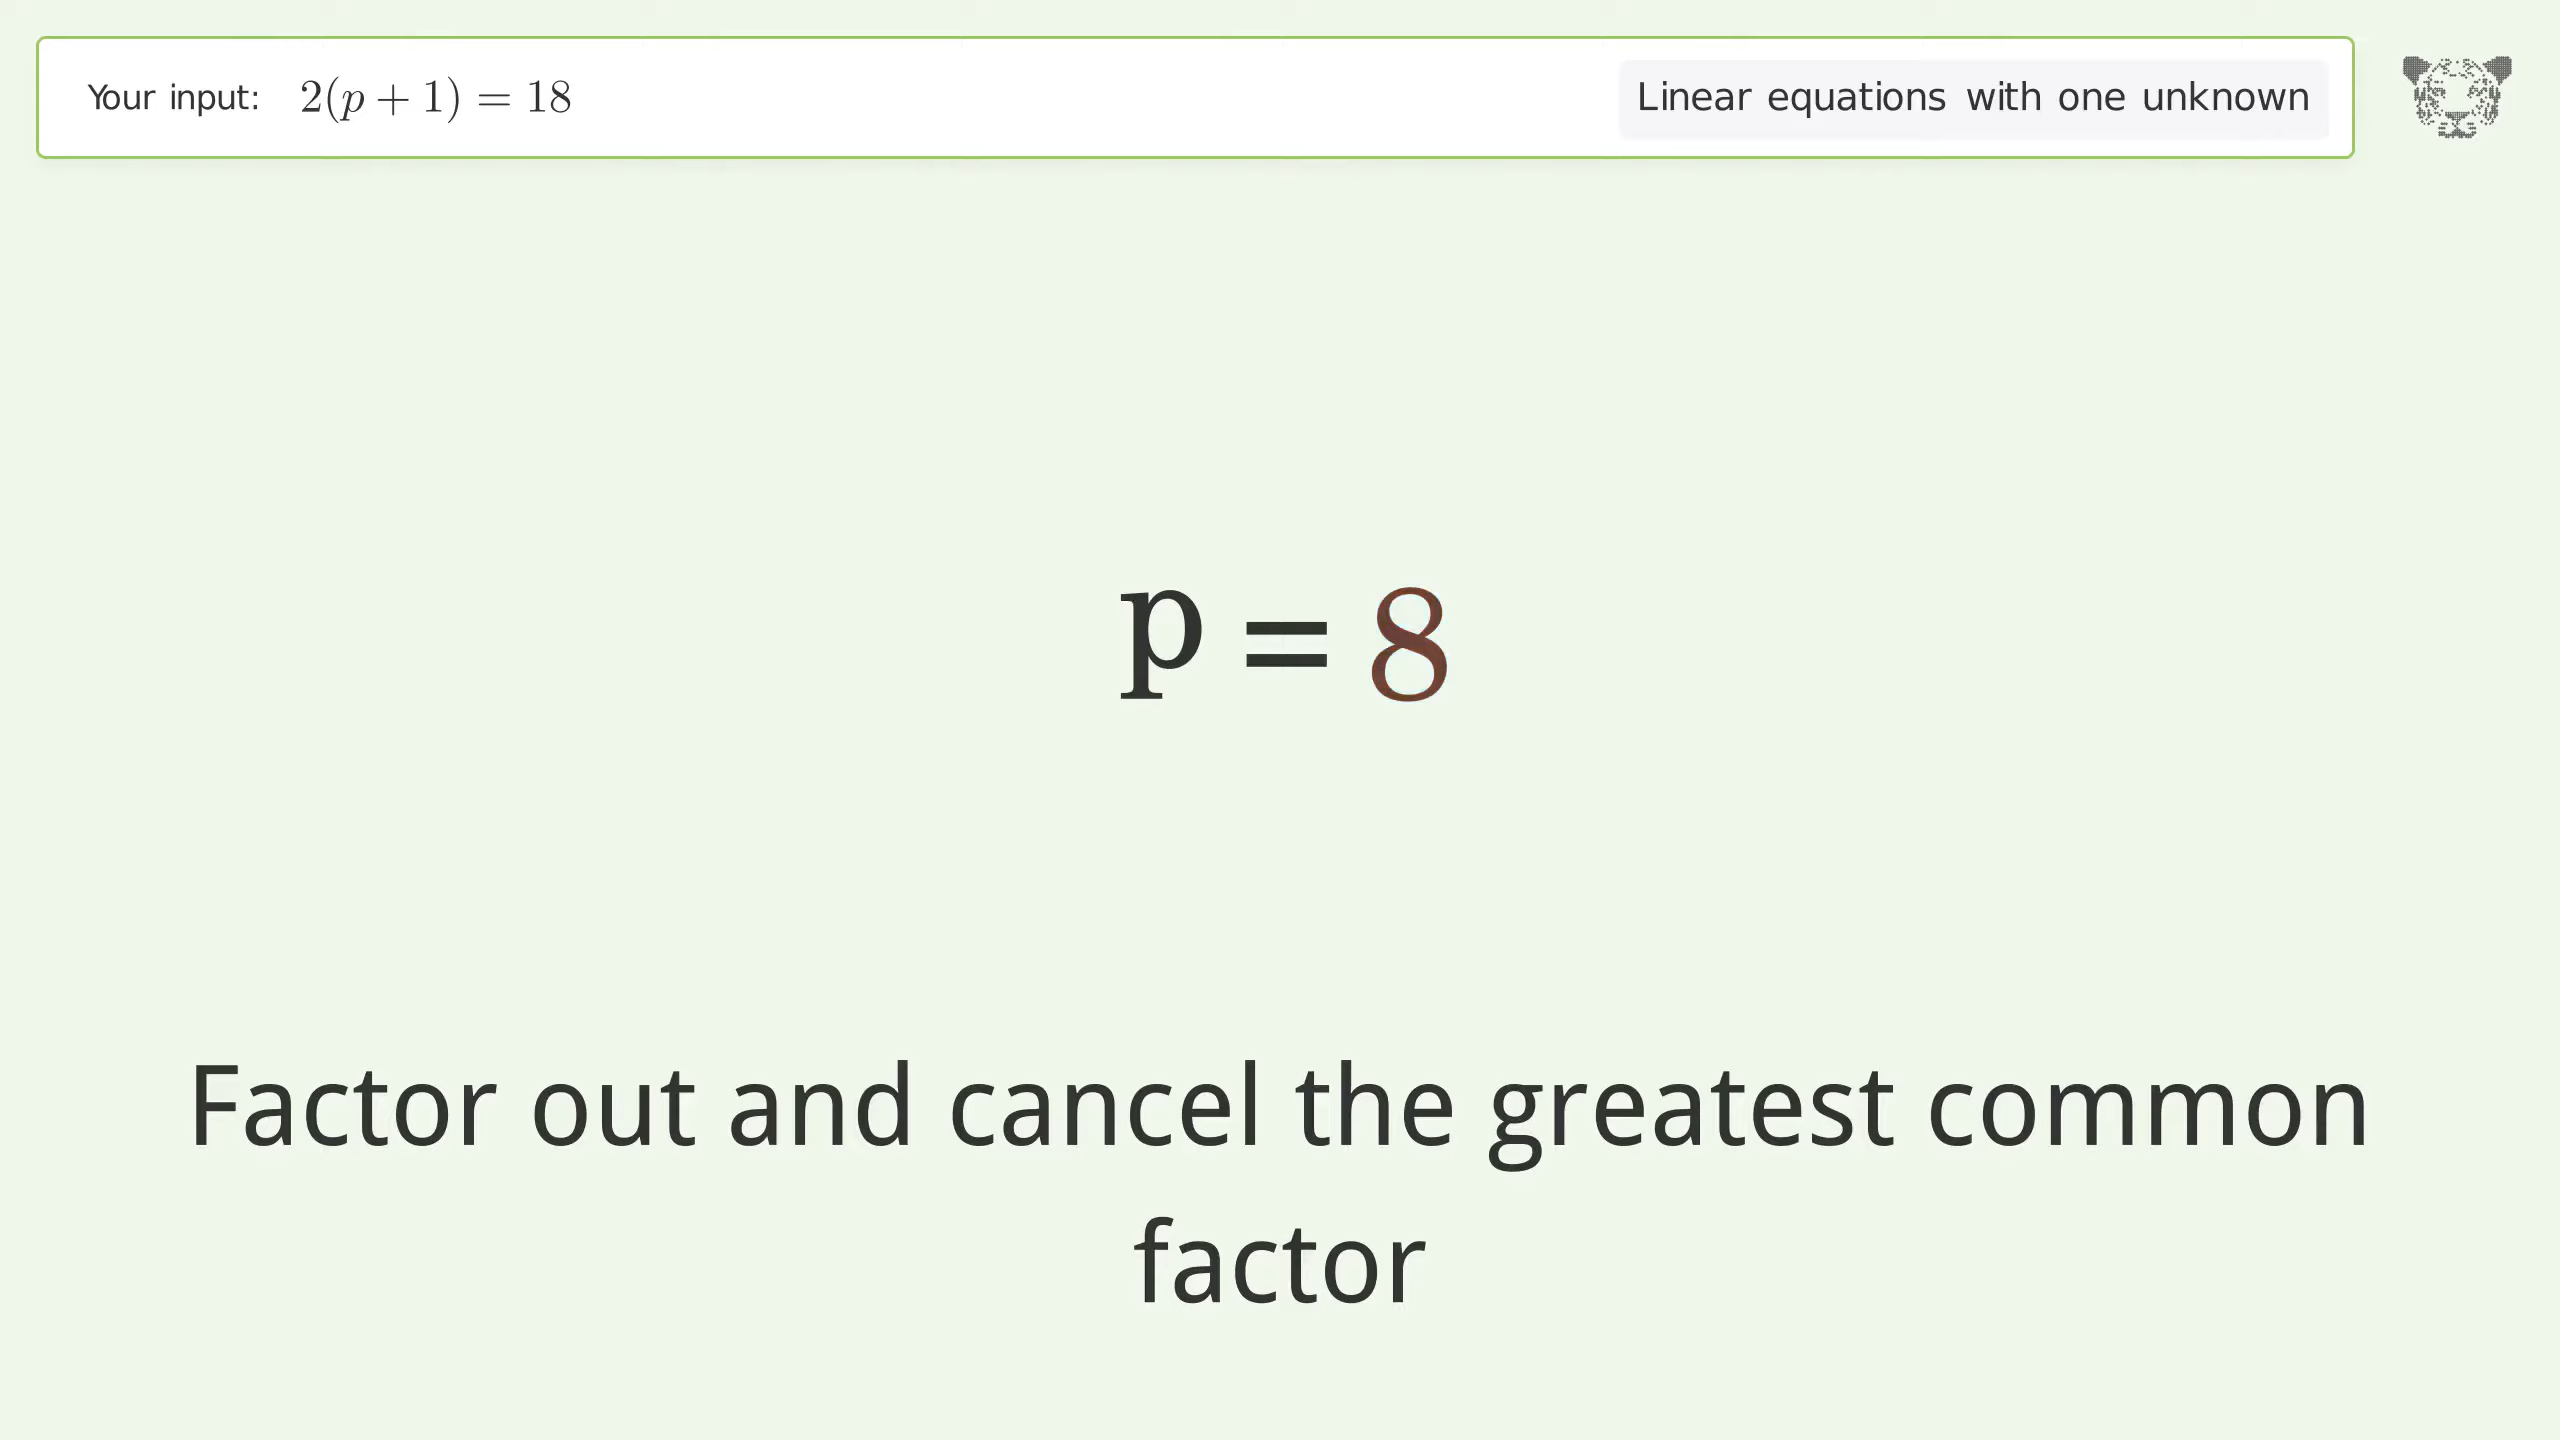 Your input: 2(p + 1) = 18
Linear equations with one unknown
p = 8
Factor out and cancel the greatest common
factor